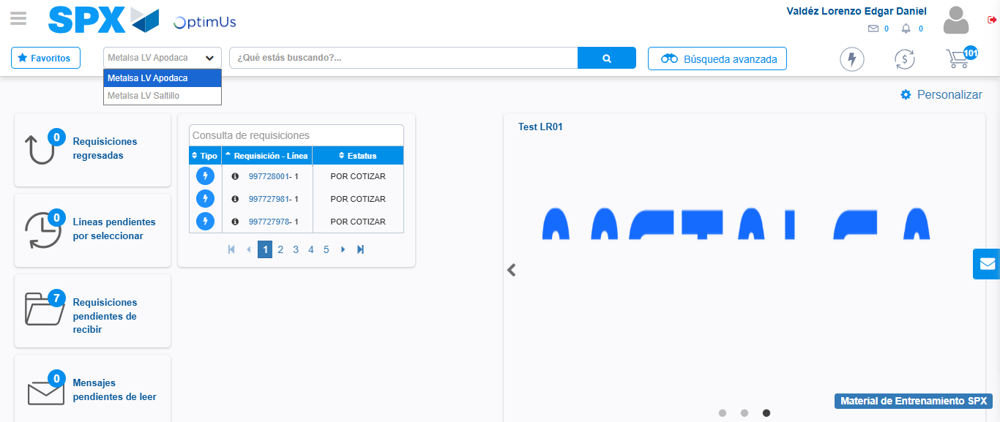 SPX OptimUs
Valdéz Lorenzo Edgar Daniel
0 0
Favoritos
Metalsa LV Apodaca
¿Qué estás buscando?...
Búsqueda avanzada
101
Metalsa LV Apodaca
Metalsa LV Saltillo
Personalizar
0
Requisiciones
regresadas
0
Lineas pendientes
por seleccionar
7
Requisiciones
pendientes de
recibir
0
Mensajes
pendientes de leer
Consulta de requisiciones
Tipo Requisición - Línea Estatus
997728001- 1 POR COTIZAR
997727981- 1 POR COTIZAR
997727978- 1 POR COTIZAR
1 2 3 4 5
Test LR01
Material de Entrenamiento SPX